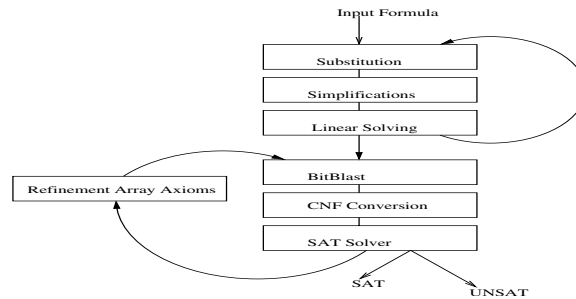 Input Formula
Substitution
Simplifications
Linear Solving
BitBlast
Refinement Array Axioms
CNF Conversion
SAT Solver
SAT
UNSAT